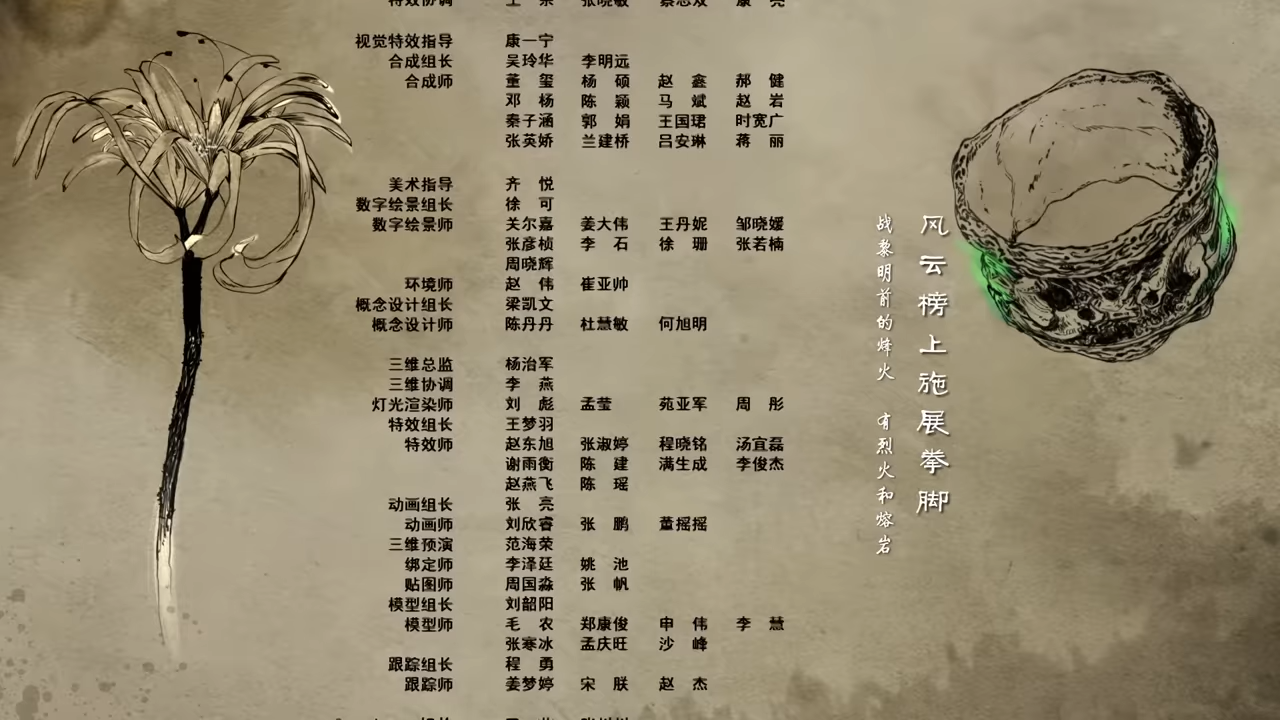 视觉特效指导 康一宁
合成组长 吴玲华 李明远
合成师 董玺 杨硕 赵鑫 郝健
邓杨 陈颖 马斌 赵岩
秦子涵 郭娟 王国珺 时宽广
张英娇 兰建桥 吕安琳 蒋丽
美术指导 齐悦
数字绘景组长 徐可
数字绘景师 关尔嘉 姜大伟 王丹妮 邹晓媛
张彦桢 李石 徐珊 张若楠
周晓辉
环境师 赵伟 崔亚帅
概念设计组长 梁凯文
概念设计师 陈丹丹 杜慧敏 何旭明
三维总监 杨治军
三维协调 李燕
灯光渲染师 刘彪 孟莹 苑亚军 周彤
特效组长 王梦羽
特效师 赵东旭 张淑婷 程晓铭 汤宜磊
谢雨衡 陈建 满生成 李俊杰
赵燕飞 陈瑶
动画组长 张亮
动画师 刘欣睿 张鹏 董摇摇
三维预演 范海荣
绑定师 李泽廷 姚池
贴图师 周国淼 张帆
模型组长 刘韶阳
模型师 毛农 郑康俊 申伟 李慧
张寒冰 孟庆旺 沙峰
跟踪组长 程勇
跟踪师 姜梦婷 宋朕 赵杰
风云榜上施展拳脚
战黎明前的烽火 有烈火和熔岩